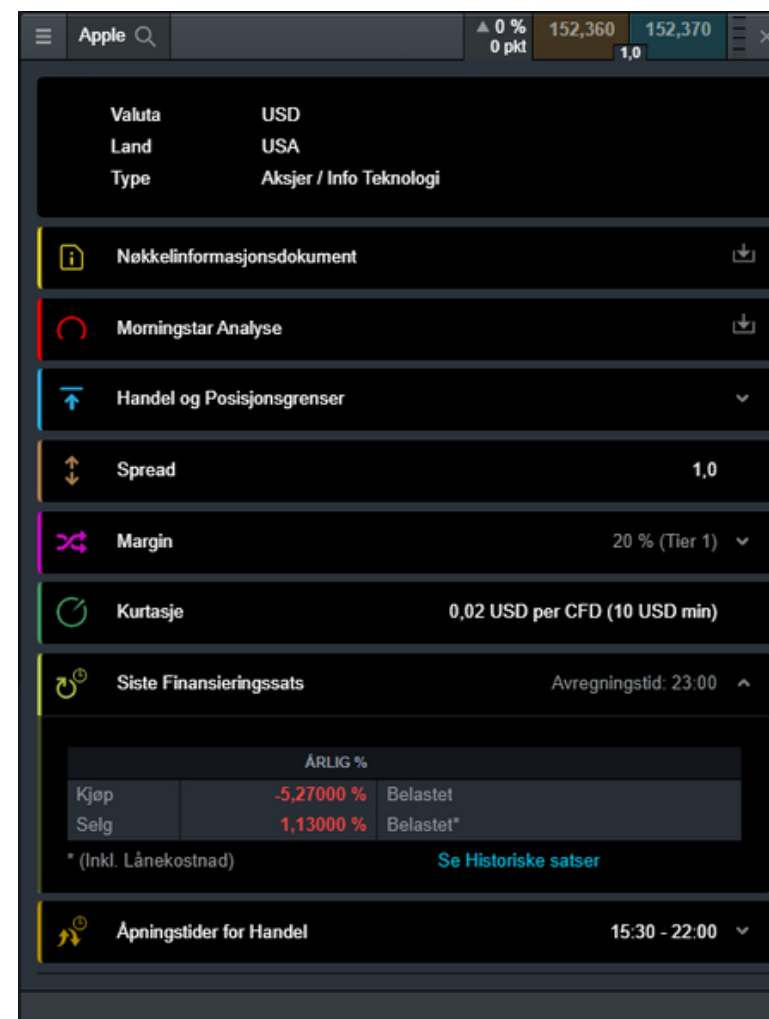 Apple
▲ 0 %
0 pkt
152,360
152,370
1,0
Valuta USD
Land USA
Type Aksjer / Info Teknologi
Nøkkelinformasjonsdokument
Morningstar Analyse
Handel og Posisjonsgrenser
Spread 1,0
Margin 20 % (Tier 1)
Kurtasje 0,02 USD per CFD (10 USD min)
Siste Finansieringssats Avregningstid: 23:00
ÅRLIG %
Kjøp -5,27000 % Belastet
Selg 1,13000 % Belastet*
* (Inkl. Lånekostnad) Se Historiske satser
Åpningstider for Handel 15:30 - 22:00